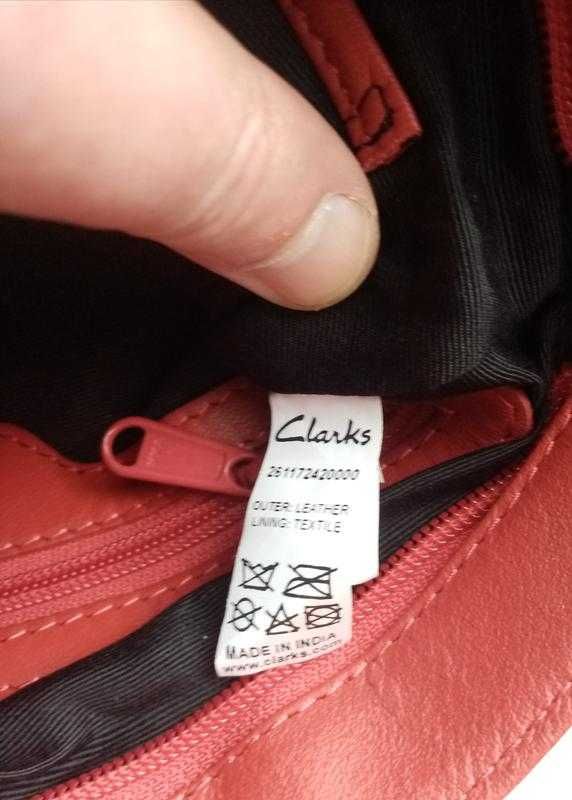 Clarks
261172420000
OUTER: LEATHER
LINING: TEXTILE
MADE IN INDIA
www.clarks.com